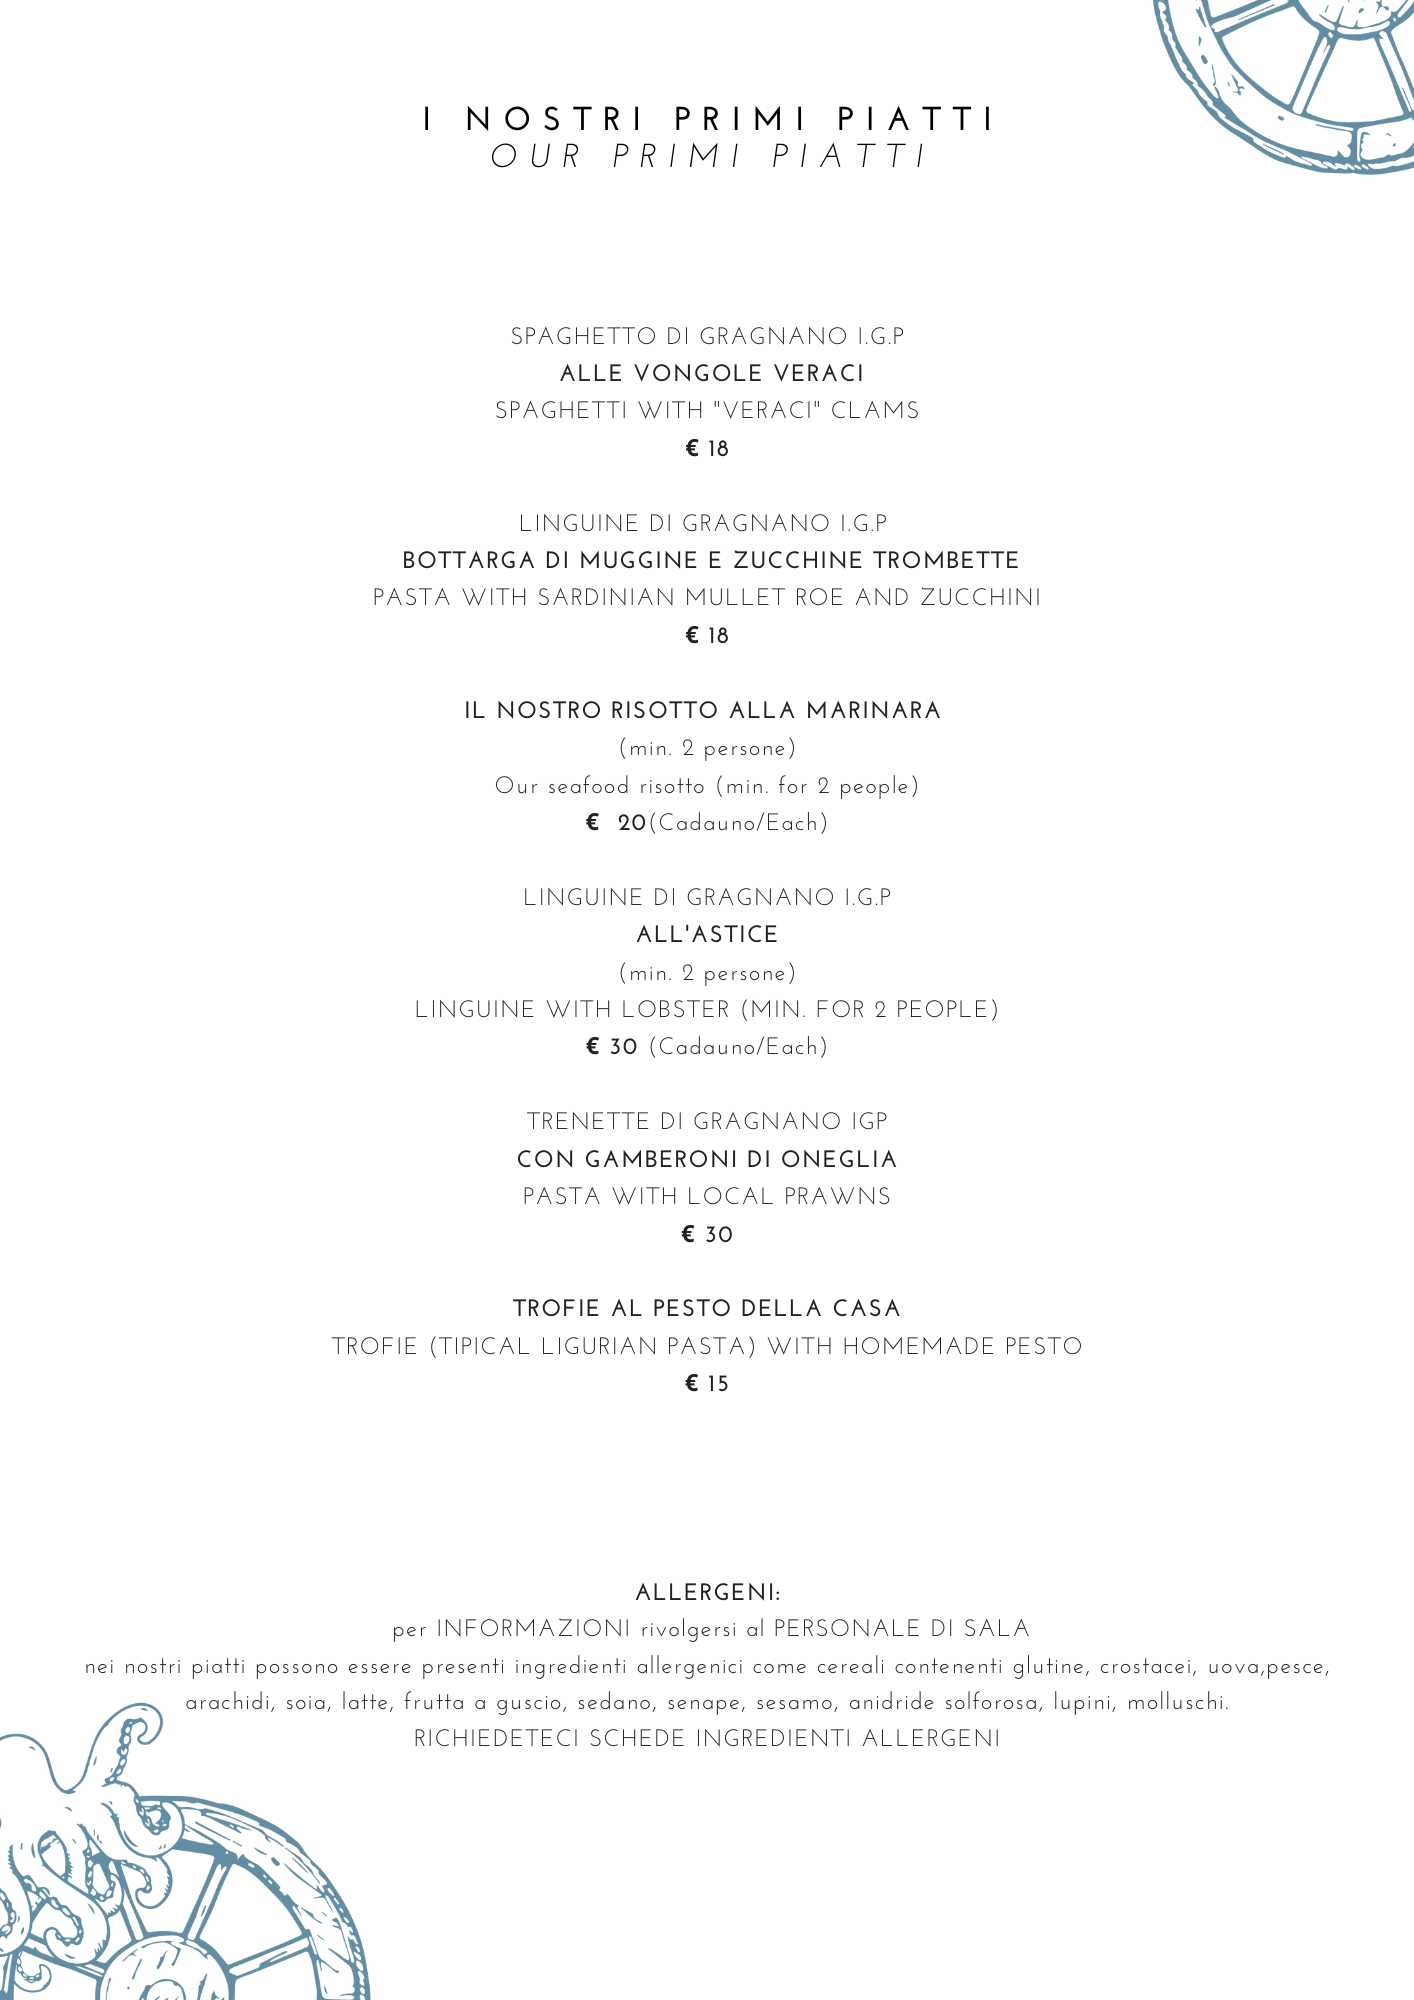 I NOSTRI PRIMI PIATTI
OUR PRIMI PIATTI
SPAGHETTO DI GRAGNANO I.G.P
ALLE VONGOLE VERACI
SPAGHETTI WITH "VERACI" CLAMS
€ 18
LINGUINE DI GRAGNANO I.G.P
BOTTARGA DI MUGGINE E ZUCCHINE TROMBETTE
PASTA WITH SARDINIAN MULLET ROE AND ZUCCHINI
€ 18
IL NOSTRO RISOTTO ALLA MARINARA
(min. 2 persone)
Our seafood risotto (min. for 2 people)
€ 20(Cadauno/Each)
LINGUINE DI GRAGNANO I.G.P
ALL'ASTICE
(min. 2 persone)
LINGUINE WITH LOBSTER (MIN. FOR 2 PEOPLE)
€ 30 (Cadauno/Each)
TRENETTE DI GRAGNANO IGP
CON GAMBERONI DI ONEGLIA
PASTA WITH LOCAL PRAWNS
€ 30
TROFIE AL PESTO DELLA CASA
TROFIE (TIPICAL LIGURIAN PASTA) WITH HOMEMADE PESTO
€ 15
ALLERGENI:
per INFORMAZIONI rivolgersi al PERSONALE DI SALA
nei nostri piatti possono essere presenti ingredienti allergenici come cereali contenenti glutine, crostacei, uova,pesce,
arachidi, soia, latte, frutta a guscio, sedano, senape, sesamo, anidride solforosa, lupini, molluschi.
RICHIEDETECI SCHEDE INGREDIENTI ALLERGENI